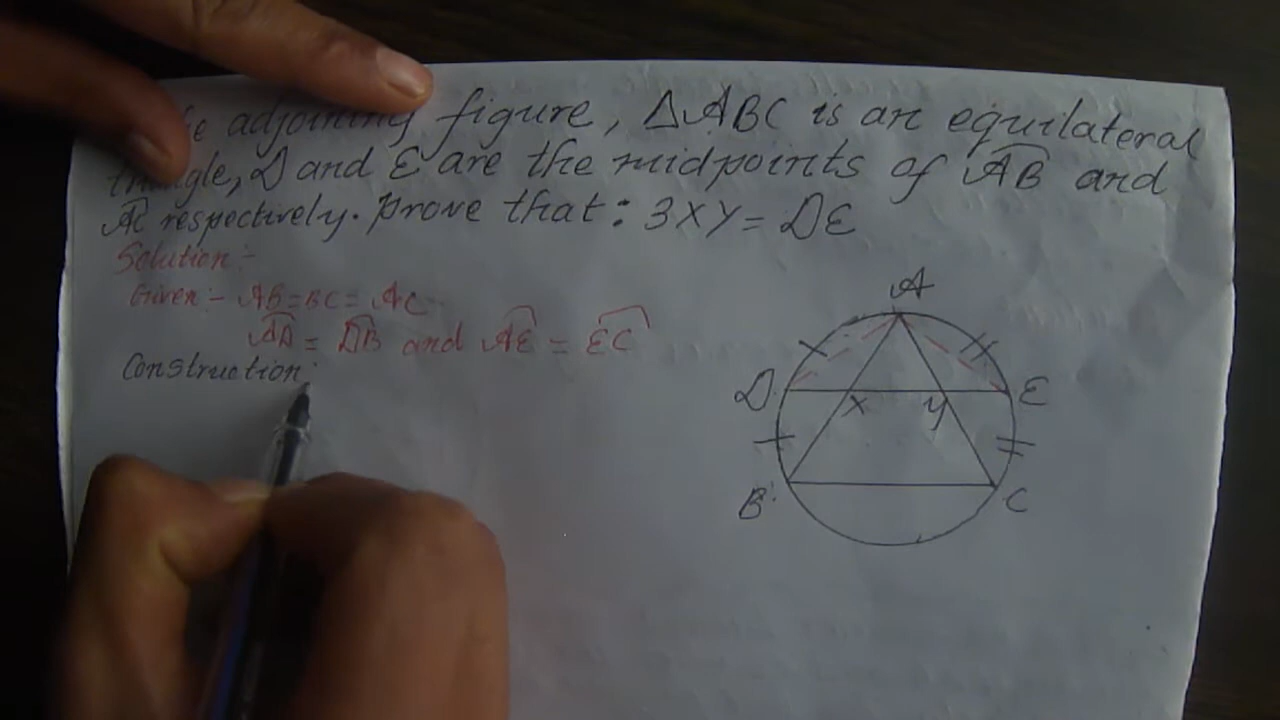 adjoining figure, ΔABC is an equilateral
triangle, D and E are the midpoints of AB and
AC respectively. Prove that: 3XY = DE
Solution:-
Given:- AB=BC=AC
AD = DB and AE = EC
Construction:
A
D
E
X
Y
B
C